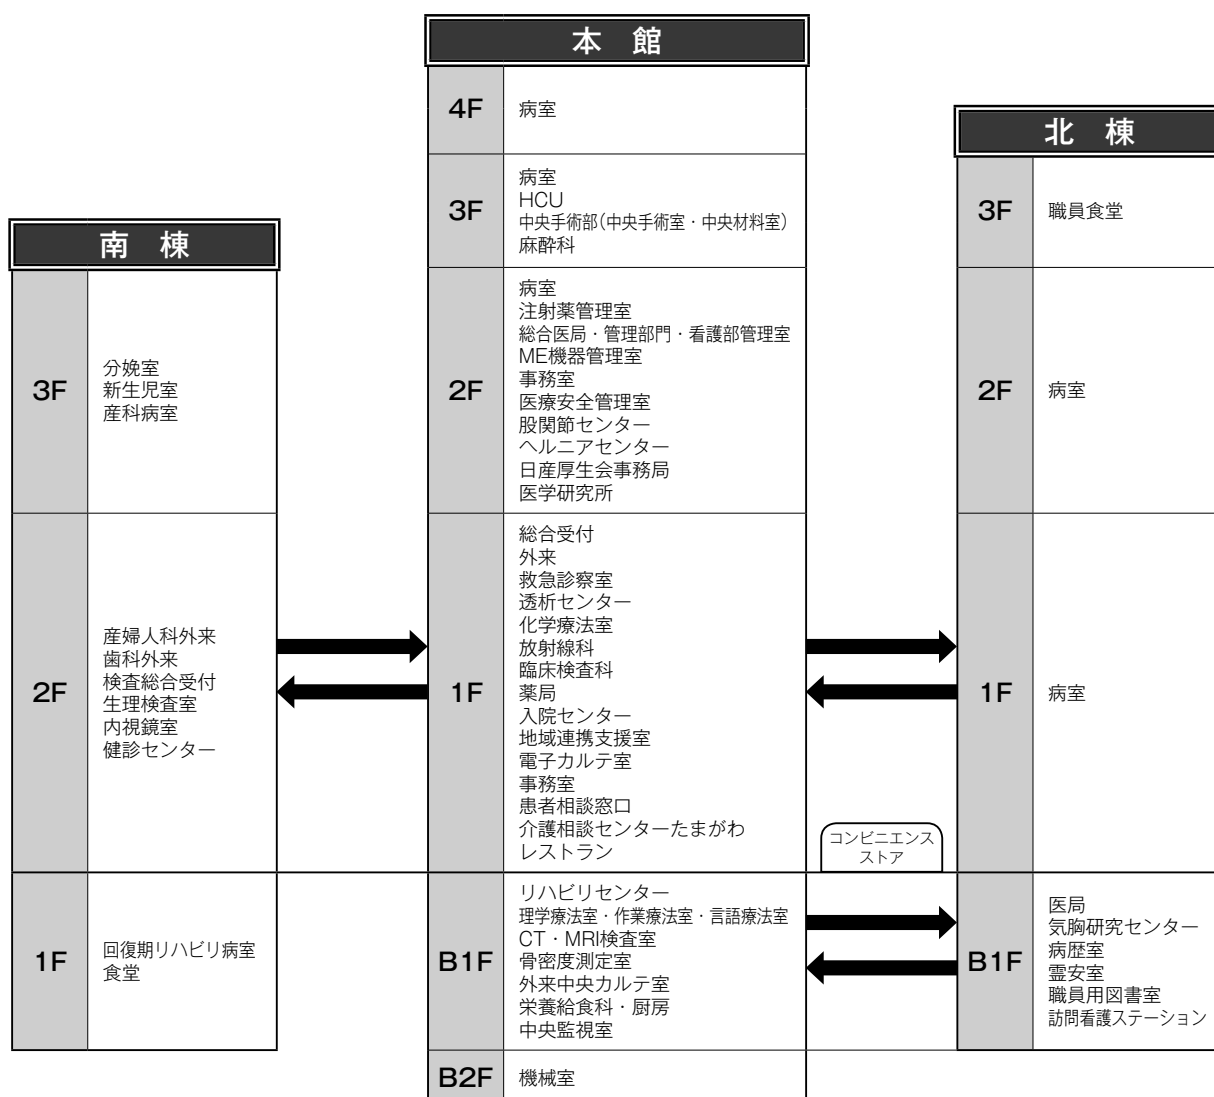 本 館
4F
病室
3F
病室
HCU
中央手術部(中央手術室・中央材料室)
麻酔科
2F
病室
注射薬管理室
総合医局・管理部門・看護部管理室
ME機器管理室
事務室
医療安全管理室
股関節センター
ヘルニアセンター
日産厚生会事務局
医学研究所
1F
総合受付
外来
救急診察室
透析センター
化学療法室
放射線科
臨床検査科
薬局
入院センター
地域連携支援室
電子カルテ室
事務室
患者相談窓口
介護相談センターたまがわ
レストラン
B1F
リハビリセンター
理学療法室・作業療法室・言語療法室
CT・MRI検査室
骨密度測定室
外来中央カルテ室
栄養給食科・厨房
中央監視室
B2F
機械室
南 棟
3F
分娩室
新生児室
産科病室
2F
産婦人科外来
歯科外来
検査総合受付
生理検査室
内視鏡室
健診センター
1F
回復期リハビリ病室
食堂
北 棟
3F
職員食堂
2F
病室
1F
病室
コンビニエンス
ストア
B1F
医局
気胸研究センター
病歴室
霊安室
職員用図書室
訪問看護ステーション